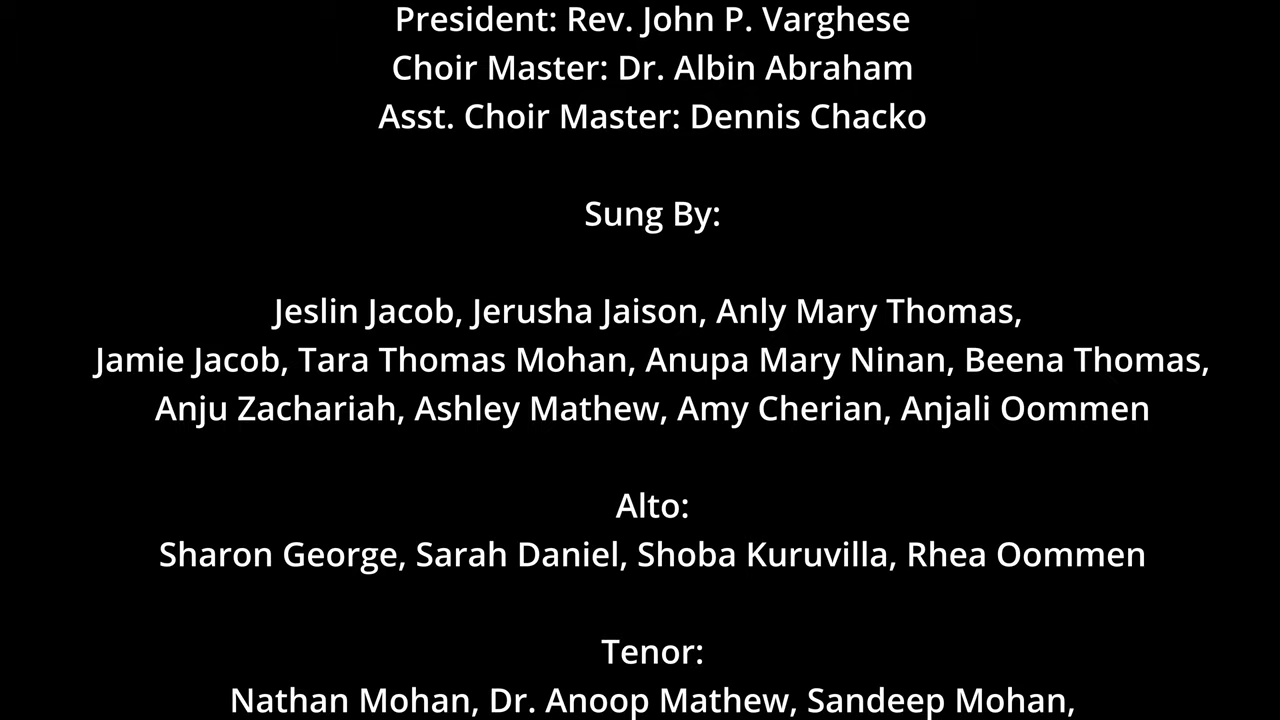 President: Rev. John P. Varghese
Choir Master: Dr. Albin Abraham
Asst. Choir Master: Dennis Chacko
Sung By:
Jeslin Jacob, Jerusha Jaison, Anly Mary Thomas,
Jamie Jacob, Tara Thomas Mohan, Anupa Mary Ninan, Beena Thomas,
Anju Zachariah, Ashley Mathew, Amy Cherian, Anjali Oommen
Alto:
Sharon George, Sarah Daniel, Shoba Kuruvilla, Rhea Oommen
Tenor:
Nathan Mohan, Dr. Anoop Mathew, Sandeep Mohan,